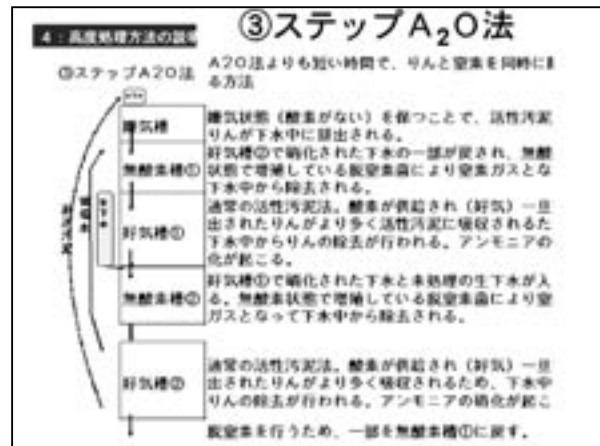 ③ステップA₂O法
4：高度処理方法の説明
③ステップA2O法
A2O法よりも短い時間で、りんと窒素を同時に
る方法
嫌気槽
嫌気状態（酸素がない）を保つことで、活性汚泥
りんが下水中に排出される。
無酸素槽①
好気槽②で硝化された下水の一部が戻され、無酸
状態で増殖している脱窒素菌により窒素ガスとな
下水中から除去される。
好気槽①
通常の活性汚泥法。酸素が供給され（好気）一旦
出されたりんがより多く活性汚泥に吸収されるた
下水中からりんの除去が行われる。アンモニアの
化が起こる。
無酸素槽②
好気槽①で硝化された下水と未処理の生下水が入
る。無酸素状態で増殖している脱窒素菌により窒
ガスとなって下水中から除去される。
好気槽②
通常の活性汚泥法。酸素が供給され（好気）一旦
出されたりんがより多く吸収されるため、下水中
りんの除去が行われる。アンモニアの硝化が起こ
脱窒素を行うため、一部を無酸素槽①に戻す。
返送汚泥
循環水